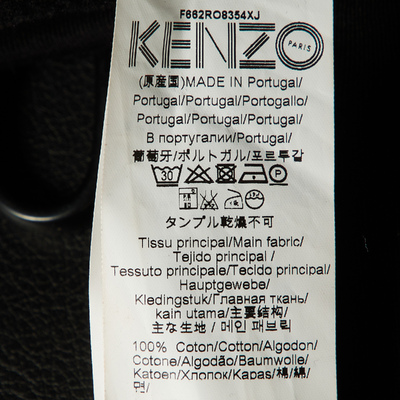 F662RO8354XJ
KENZO
PARIS
(原産国)MADE IN Portugal/
Portugal/Portugal/Portogallo/
Portugal/Portugal/Portugal/
В португалии/Portugal/
葡萄牙/ポルトガル/포르투갈
30 P
タンブル乾燥不可
Tissu principal/Main fabric/
Tejido principal /
Tessuto principale/Tecido principal/
Hauptgewebe/
Kledingstuk/Главная ткань/
kain utama/主要结构/
主な生地 / 메인 패브릭
100% Coton/Cotton/Algodon/
Cotone/Algodão/Baumwolle/
Katoen/Хлопок/Kapas/棉/綿/
면/